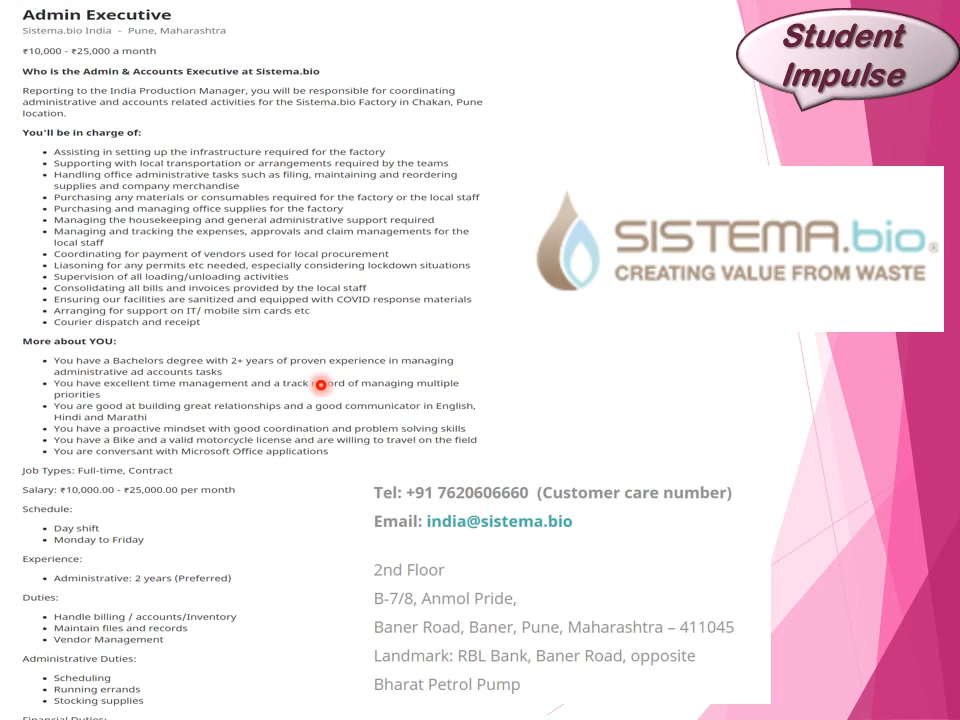 Admin Executive
Sistema.bio India - Pune, Maharashtra
₹10,000 - ₹25,000 a month
Who is the Admin & Accounts Executive at Sistema.bio
Reporting to the India Production Manager, you will be responsible for coordinating
administrative and accounts related activities for the Sistema.bio Factory in Chakan, Pune
location.
You'll be in charge of:
• Assisting in setting up the infrastructure required for the factory
• Supporting with local transportation or arrangements required by the teams
• Handling office administrative tasks such as filing, maintaining and reordering
supplies and company merchandise
• Purchasing any materials or consumables required for the factory or the local staff
• Purchasing and managing office supplies for the factory
• Managing the housekeeping and general administrative support required
• Managing and tracking the expenses, approvals and claim managements for the
local staff
• Coordinating for payment of vendors used for local procurement
• Liasoning for any permits etc needed, especially considering lockdown situations
• Supervision of all loading/unloading activities
• Consolidating all bills and invoices provided by the local staff
• Ensuring our facilities are sanitized and equipped with COVID response materials
• Arranging for support on IT/ mobile sim cards etc
• Courier dispatch and receipt
More about YOU:
• You have a Bachelors degree with 2+ years of proven experience in managing
administrative ad accounts tasks
• You have excellent time management and a track record of managing multiple
priorities
• You are good at building great relationships and a good communicator in English,
Hindi and Marathi
• You have a proactive mindset with good coordination and problem solving skills
• You have a Bike and a valid motorcycle license and are willing to travel on the field
• You are conversant with Microsoft Office applications
Job Types: Full-time, Contract
Salary: ₹10,000.00 - ₹25,000.00 per month
Schedule:
• Day shift
• Monday to Friday
Experience:
• Administrative: 2 years (Preferred)
Duties:
• Handle billing / accounts/Inventory
• Maintain files and records
• Vendor Management
Administrative Duties:
• Scheduling
• Running errands
• Stocking supplies
Financial Duties:
Student
Impulse
SISTEMA.bio®
CREATING VALUE FROM WASTE
Tel: +91 7620606660 (Customer care number)
Email: india@sistema.bio
2nd Floor
B-7/8, Anmol Pride,
Baner Road, Baner, Pune, Maharashtra – 411045
Landmark: RBL Bank, Baner Road, opposite
Bharat Petrol Pump